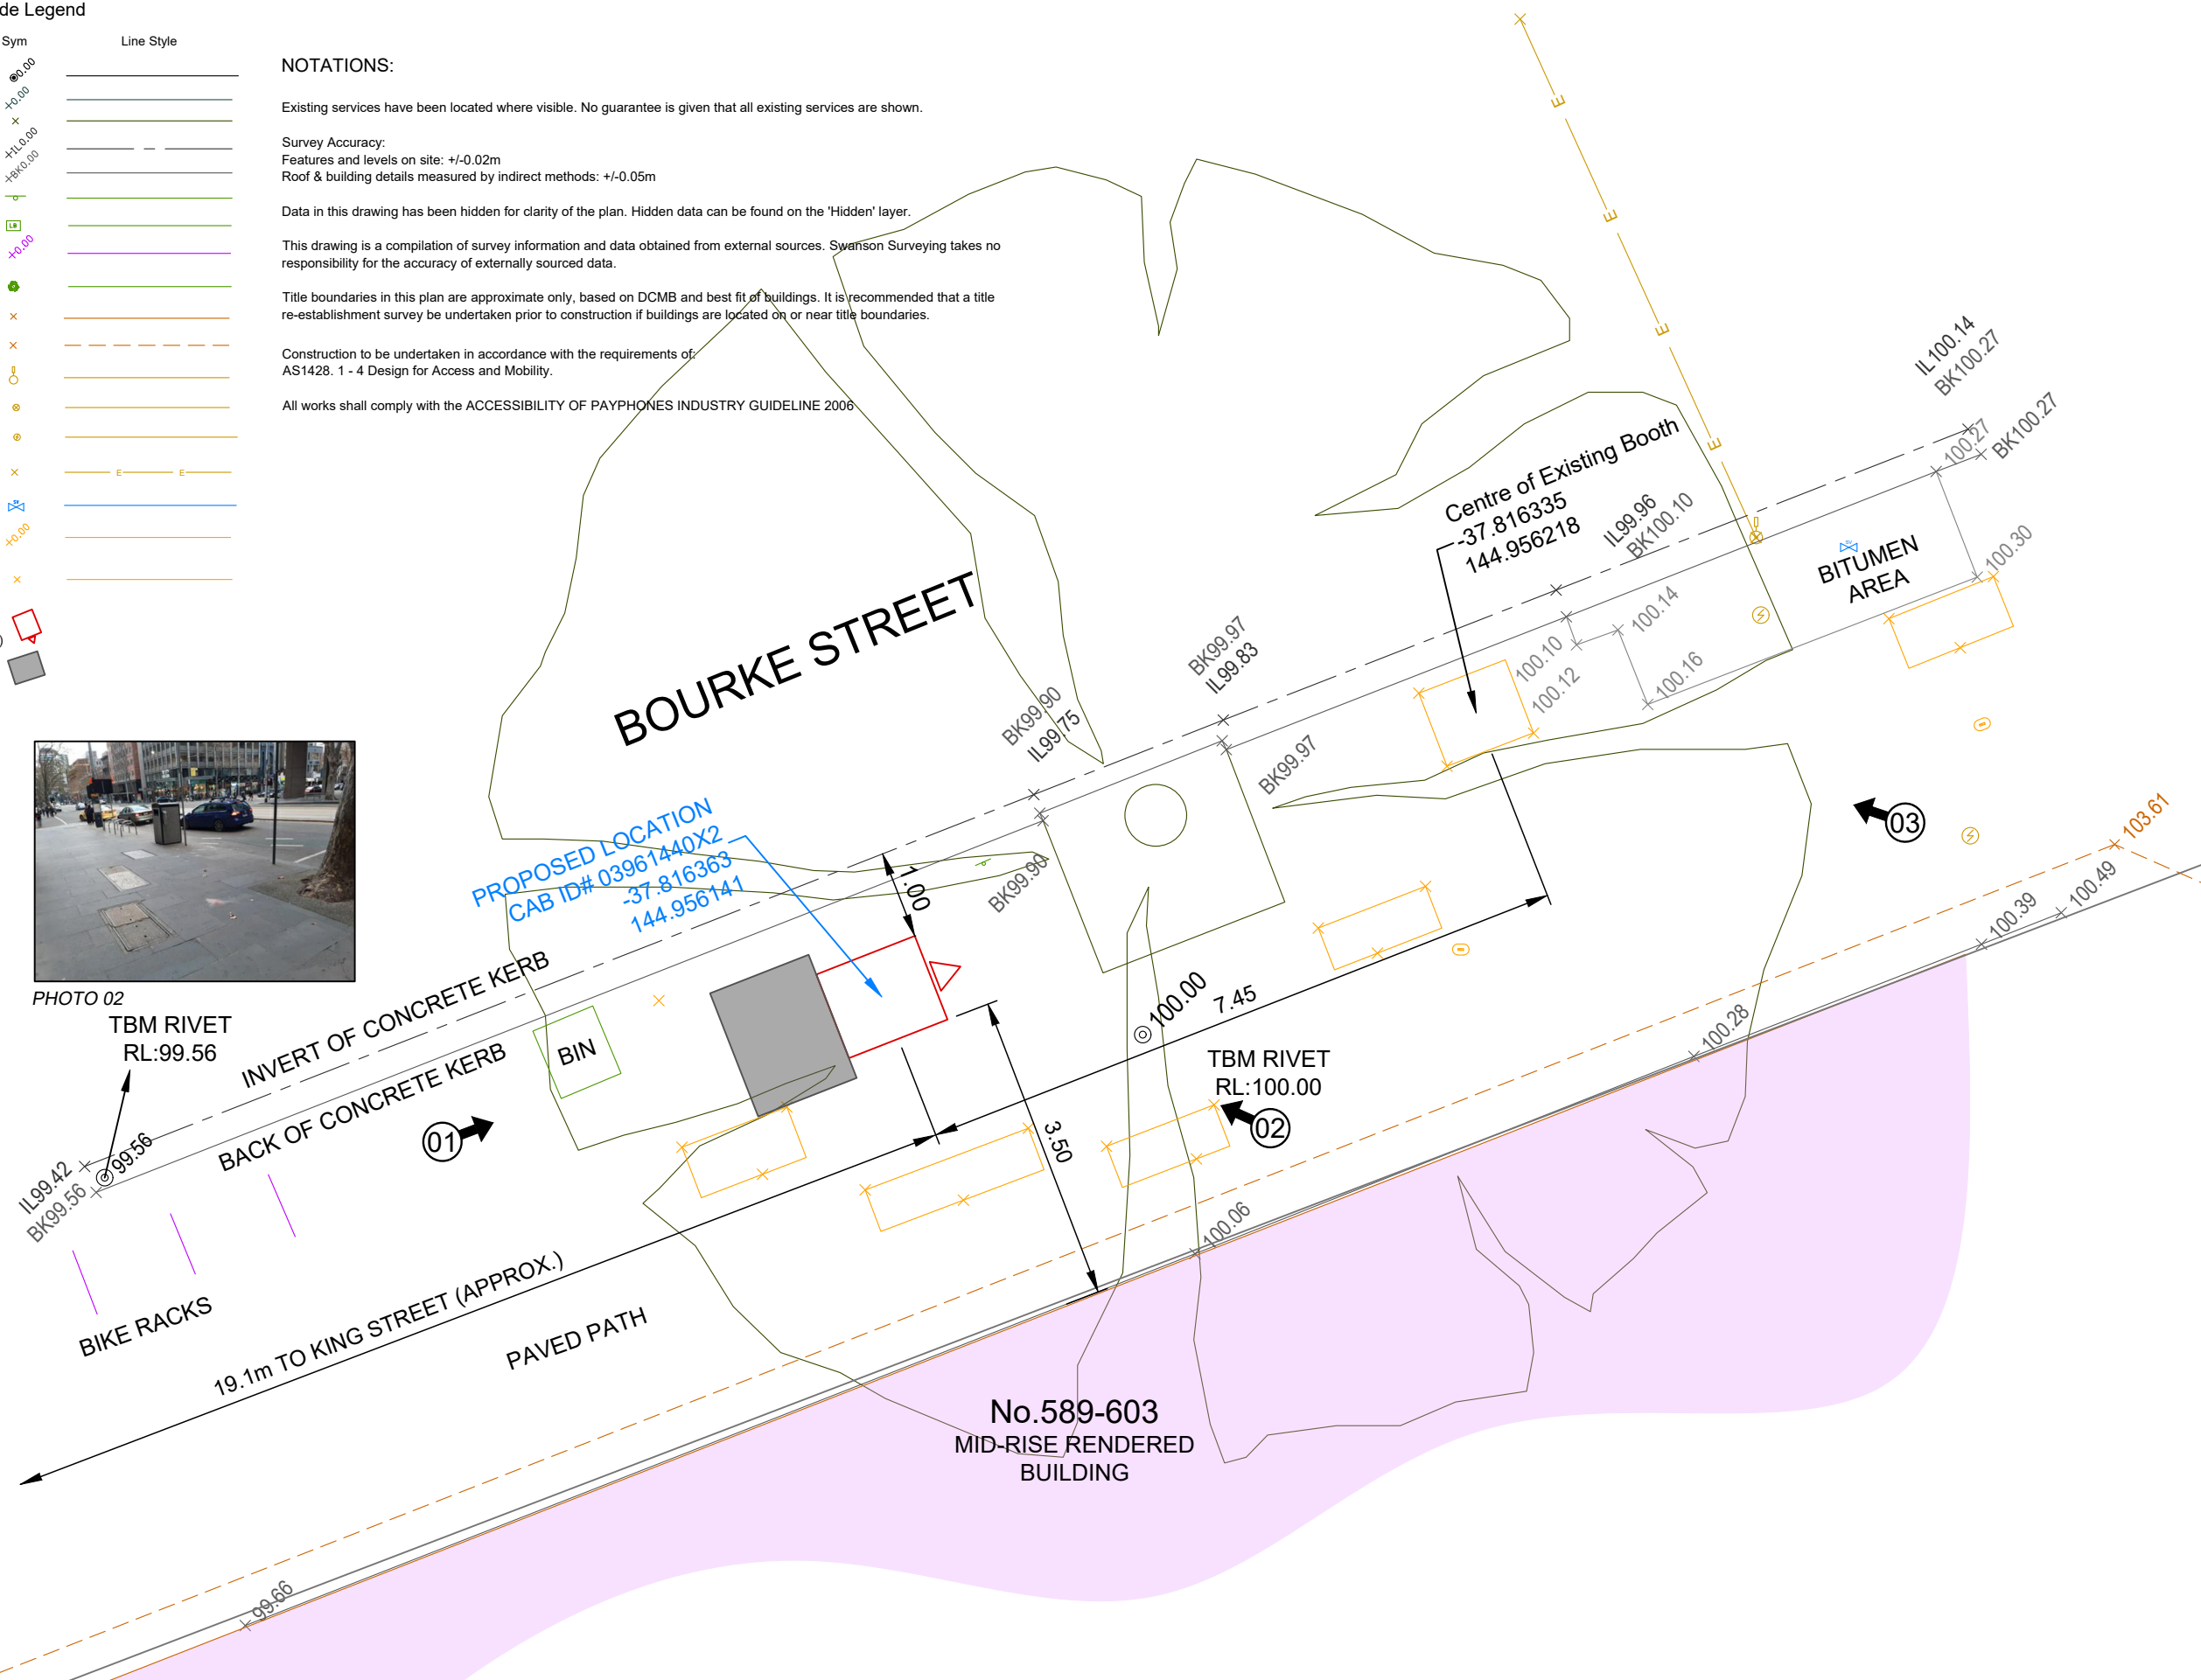 de Legend
Sym
Line Style
0.00
+0.00
+IL0.00
+BK0.00
LB
+0.00
E E
SV
+0.00
NOTATIONS:
Existing services have been located where visible. No guarantee is given that all existing services are shown.
Survey Accuracy:
Features and levels on site: +/-0.02m
Roof & building details measured by indirect methods: +/-0.05m
Data in this drawing has been hidden for clarity of the plan. Hidden data can be found on the 'Hidden' layer.
This drawing is a compilation of survey information and data obtained from external sources. Swanson Surveying takes no
responsibility for the accuracy of externally sourced data.
Title boundaries in this plan are approximate only, based on DCMB and best fit of buildings. It is recommended that a title
re-establishment survey be undertaken prior to construction if buildings are located on or near title boundaries.
Construction to be undertaken in accordance with the requirements of:
AS1428. 1 - 4 Design for Access and Mobility.
All works shall comply with the ACCESSIBILITY OF PAYPHONES INDUSTRY GUIDELINE 2006
E
E
E
E
IL100.14
BK100.27
100.27
BK100.27
Centre of Existing Booth
-37.816335
144.956218
IL99.96
BK100.10
BITUMEN
AREA
100.30
100.14
100.10
100.12
100.16
BOURKE STREET
BK99.97
IL99.83
BK99.97
BK99.90
IL99.75
BK99.90
PROPOSED LOCATION
CAB ID# 03961440X2
-37.816363
144.956141
1.00
03
103.61
100.49
100.39
100.28
100.00
7.45
TBM RIVET
RL:100.00
02
3.50
100.06
PHOTO 02
TBM RIVET
RL:99.56
INVERT OF CONCRETE KERB
BACK OF CONCRETE KERB
BIN
01
99.56
IL99.42
BK99.56
BIKE RACKS
19.1m TO KING STREET (APPROX.)
PAVED PATH
No.589-603
MID-RISE RENDERED
BUILDING
99.66